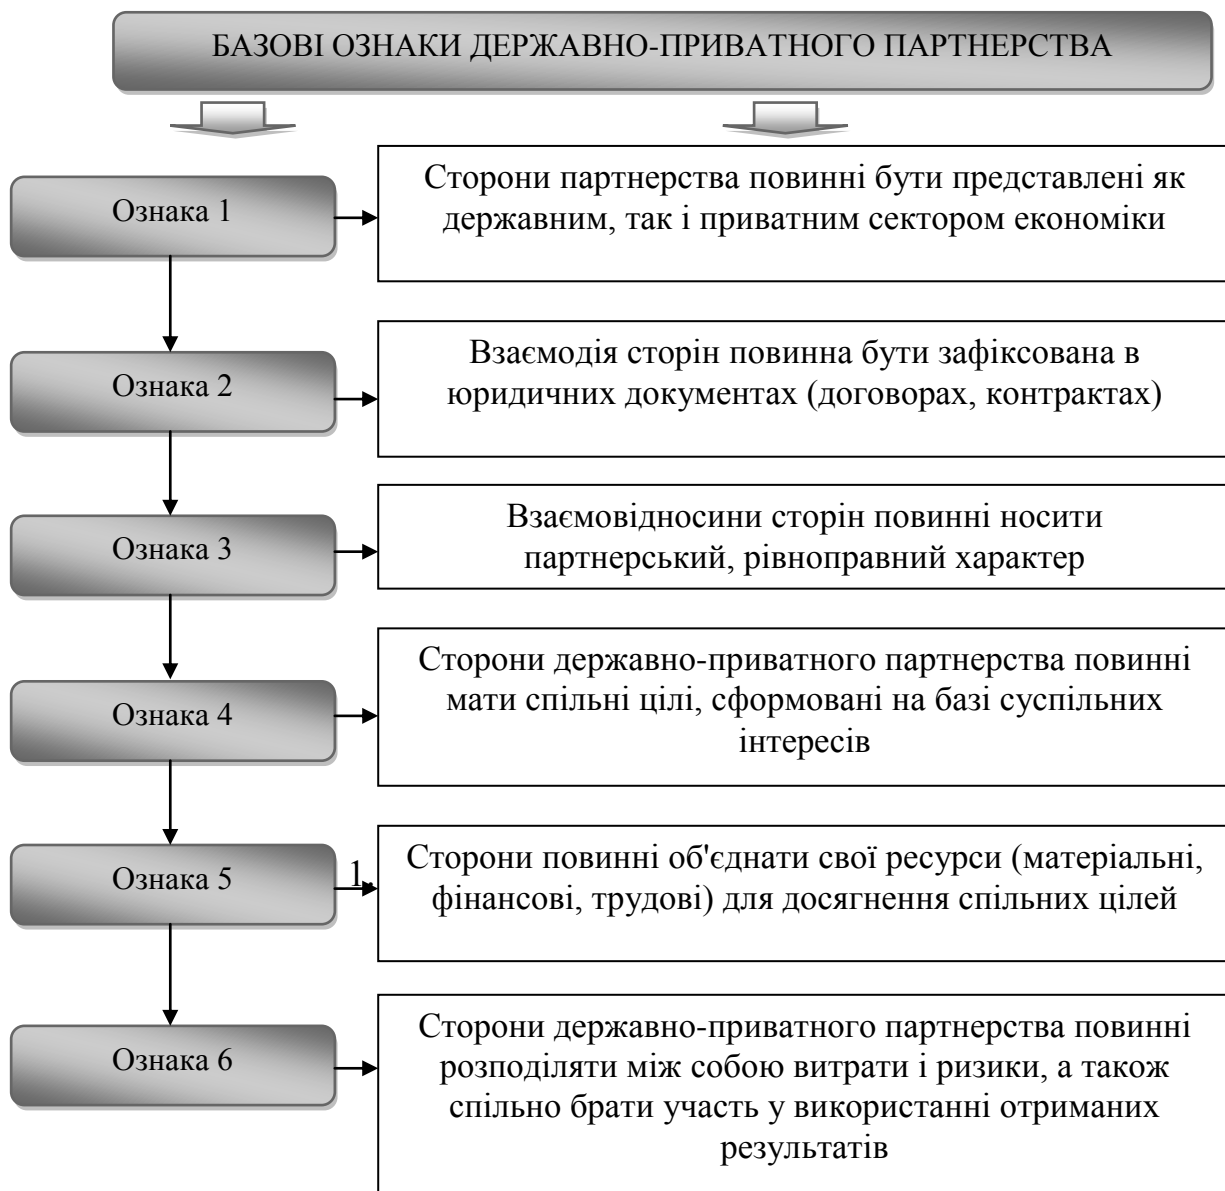 БАЗОВІ ОЗНАКИ ДЕРЖАВНО-ПРИВАТНОГО ПАРТНЕРСТВА
Ознака 1
Сторони партнерства повинні бути представлені як
державним, так і приватним сектором економіки
Ознака 2
Взаємодія сторін повинна бути зафіксована в
юридичних документах (договорах, контрактах)
Ознака 3
Взаємовідносини сторін повинні носити
партнерський, рівноправний характер
Ознака 4
Сторони державно-приватного партнерства повинні
мати спільні цілі, сформовані на базі суспільних
інтересів
Ознака 5
1.
Сторони повинні об'єднати свої ресурси (матеріальні,
фінансові, трудові) для досягнення спільних цілей
Ознака 6
Сторони державно-приватного партнерства повинні
розподіляти між собою витрати і ризики, а також
спільно брати участь у використанні отриманих
результатів